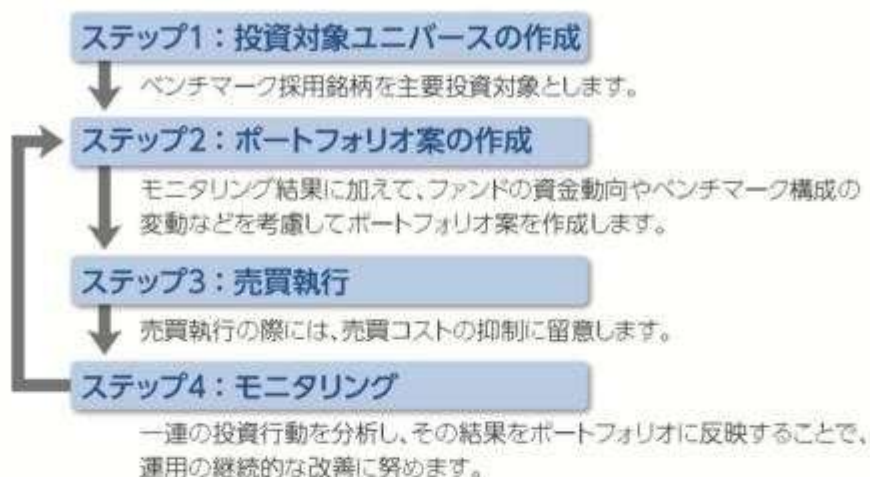 ステップ1：投資対象ユニバースの作成
ベンチマーク採用銘柄を主要投資対象とします。
ステップ2：ポートフォリオ案の作成
モニタリング結果に加えて、ファンドの資金動向やベンチマーク構成の
変動などを考慮してポートフォリオ案を作成します。
ステップ3：売買執行
売買執行の際には、売買コストの抑制に留意します。
ステップ4：モニタリング
一連の投資行動を分析し、その結果をポートフォリオに反映することで、
運用の継続的な改善に努めます。